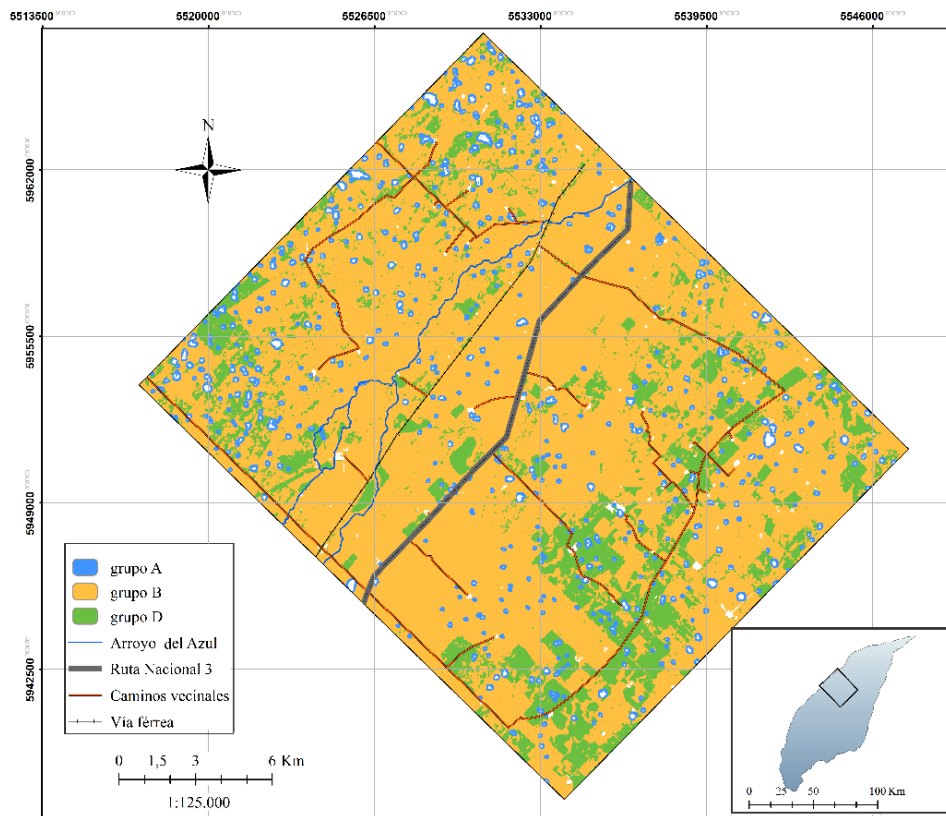 5513500 5520000 5526500 5533000 5539500 5546000
N
5962000
5955500
5949000
5942500
grupo A
grupo B
grupo D
Arroyo del Azul
Ruta Nacional 3
Caminos vecinales
Vía férrea
0 1,5 3 6 Km
1:125.000
0 25 50 100 Km